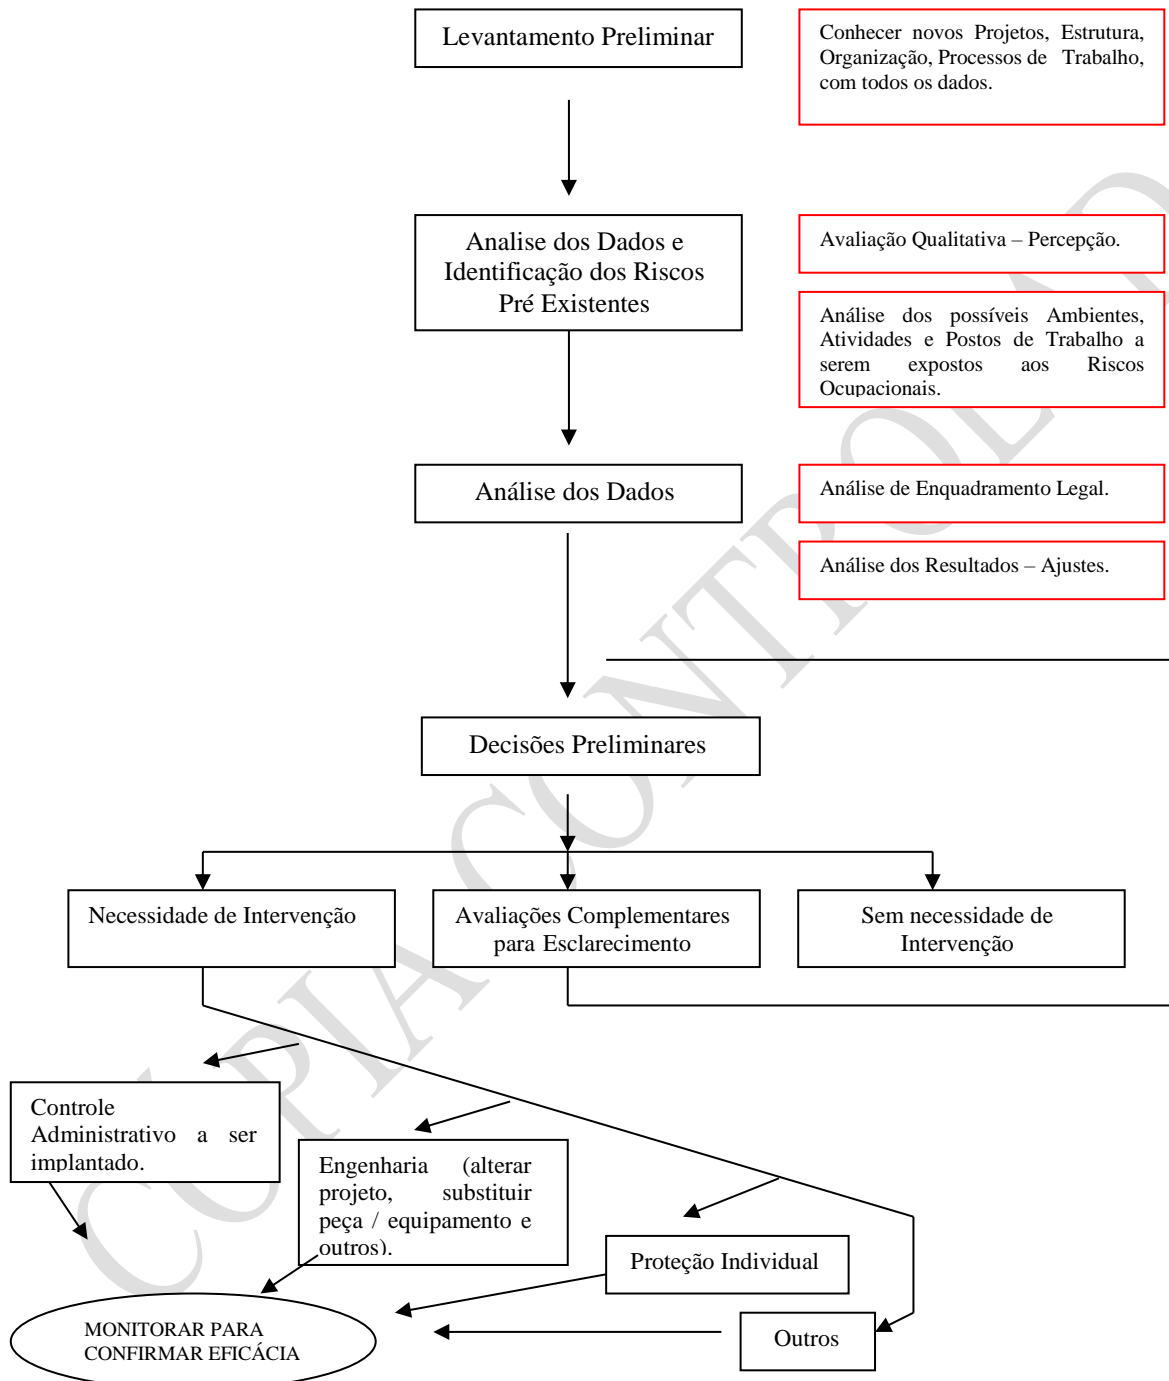 Levantamento Preliminar
Conhecer novos Projetos, Estrutura,
Organização, Processos de Trabalho,
com todos os dados.
Analise dos Dados e
Identificação dos Riscos
Pré Existentes
Avaliação Qualitativa – Percepção.
Análise dos possíveis Ambientes,
Atividades e Postos de Trabalho a
serem expostos aos Riscos
Ocupacionais.
Análise dos Dados
Análise de Enquadramento Legal.
Análise dos Resultados – Ajustes.
Decisões Preliminares
Necessidade de Intervenção
Avaliações Complementares
para Esclarecimento
Sem necessidade de
Intervenção
Controle
Administrativo a ser
implantado.
Engenharia (alterar
projeto, substituir
peça / equipamento e
outros).
Proteção Individual
Outros
MONITORAR PARA
CONFIRMAR EFICÁCIA
CÓPIA CONTROLAD